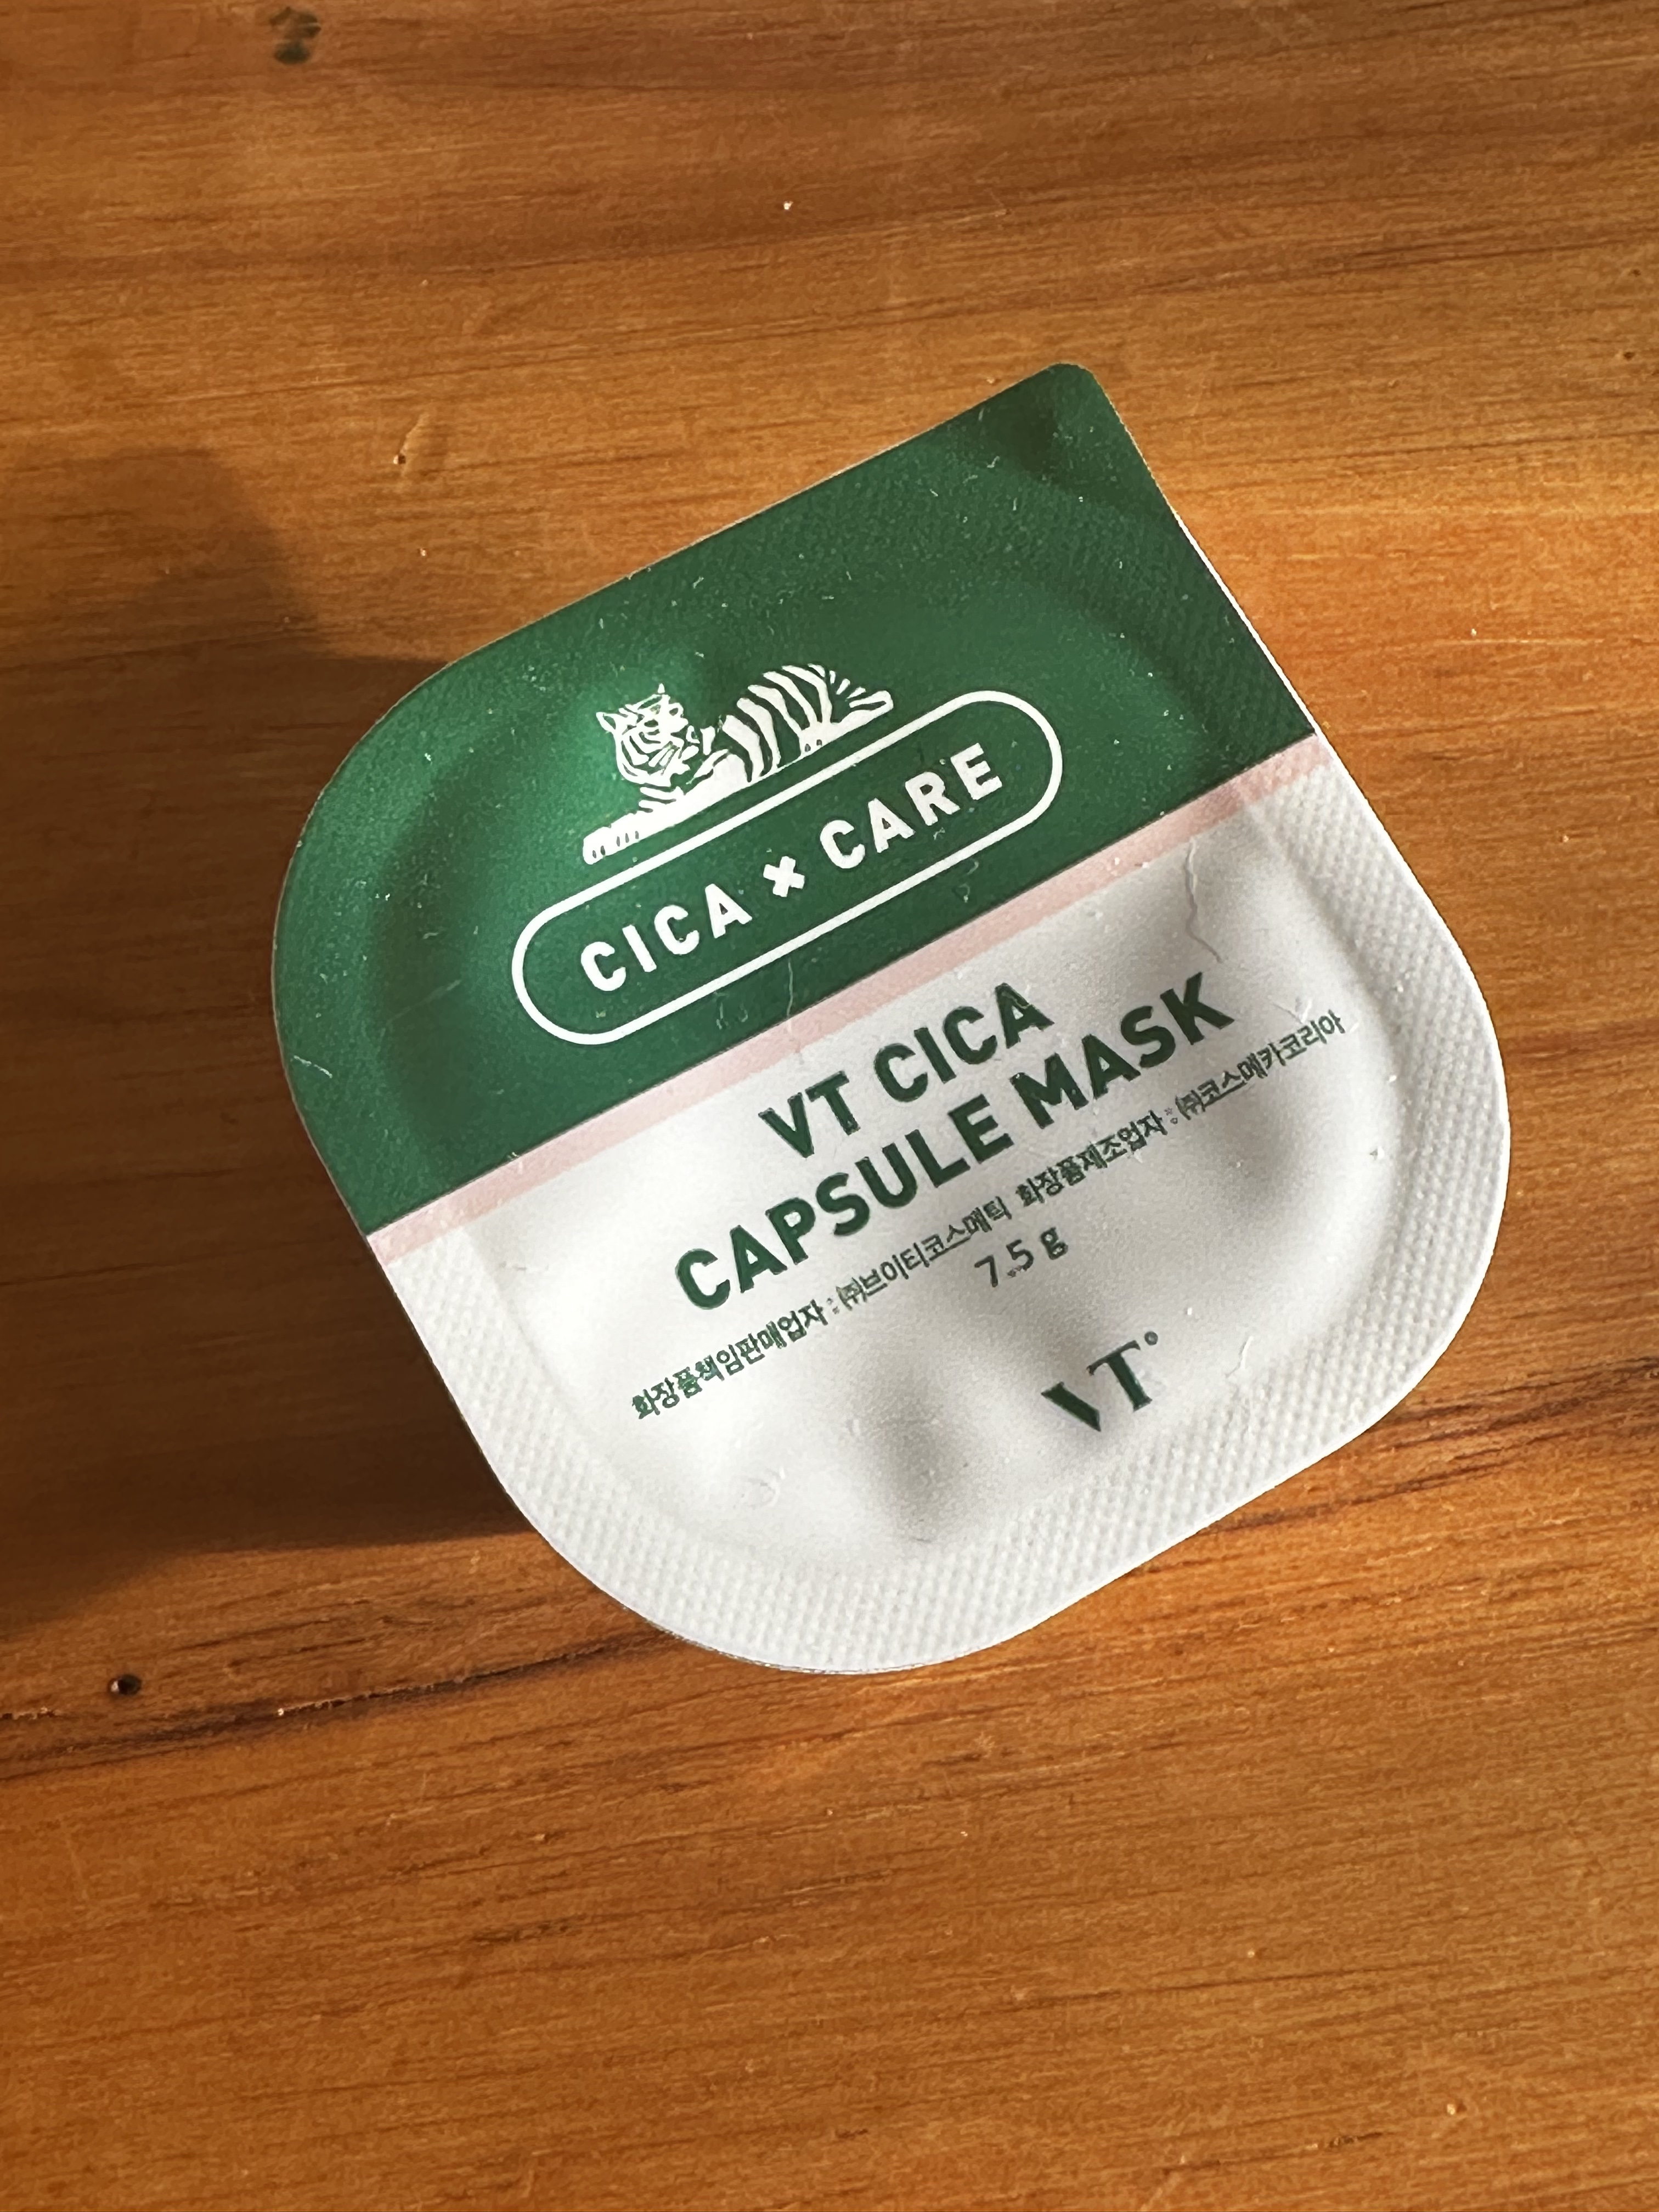 CICA × CARE
VT CICA
CAPSULE MASK
화장품책임판매업자 : ㈜브이티코스메틱 화장품제조업자 : ㈜코스메카코리아
7.5 g
VT®